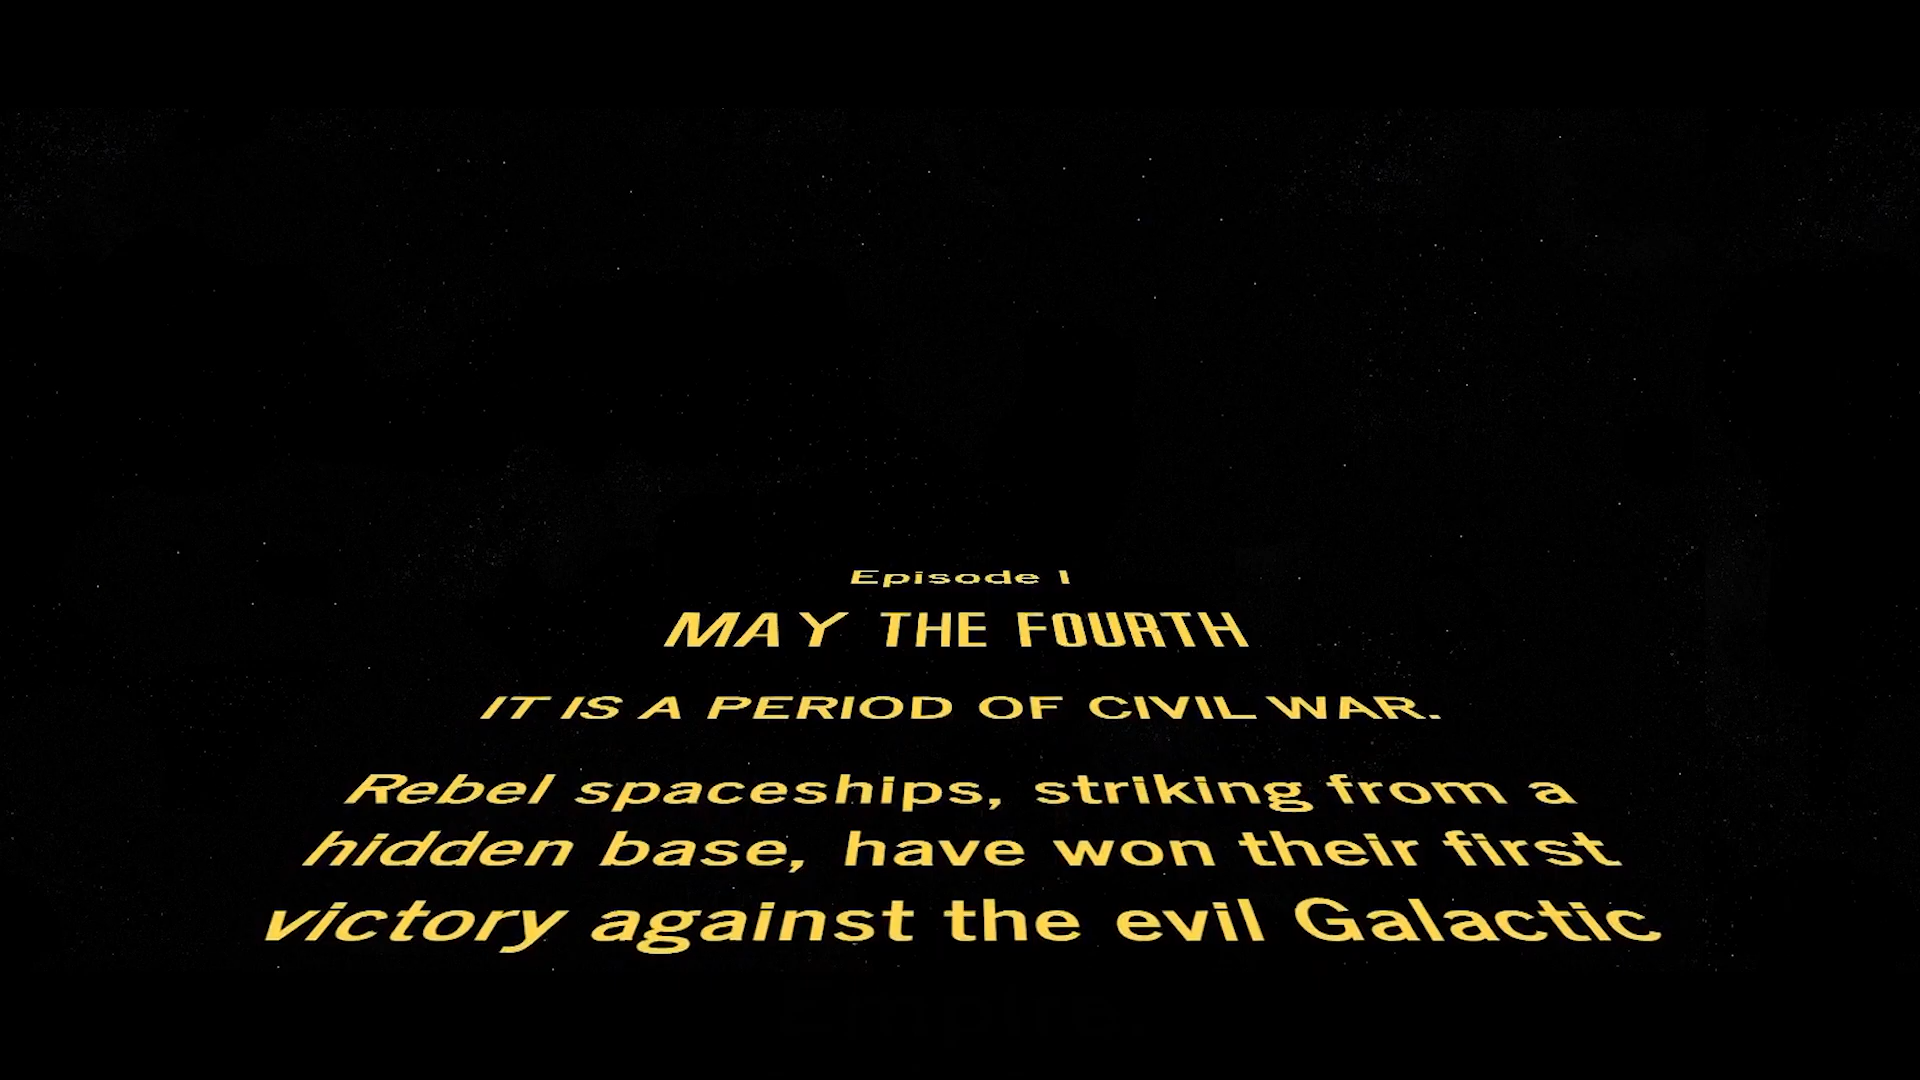 Episode I
MAY THE FOURTH
IT IS A PERIOD OF CIVIL WAR.
Rebel spaceships, striking from a
hidden base, have won their first
victory against the evil Galactic